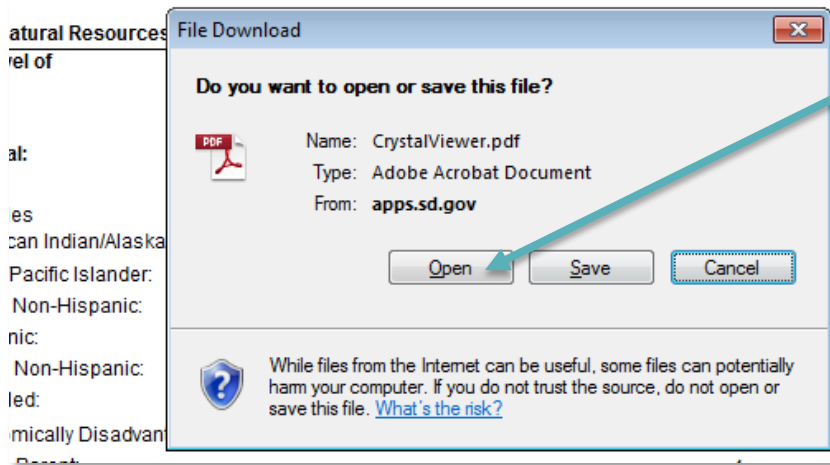 atural Resources
vel of
al:
es
can Indian/Alaska
Pacific Islander:
Non-Hispanic:
nic:
Non-Hispanic:
led:
mically Disadvan
File Download
Do you want to open or save this file?
PDF
Name: CrystalViewer.pdf
Type: Adobe Acrobat Document
From: apps.sd.gov
Open Save Cancel
While files from the Internet can be useful, some files can potentially
harm your computer. If you do not trust the source, do not open or
save this file. What's the risk?